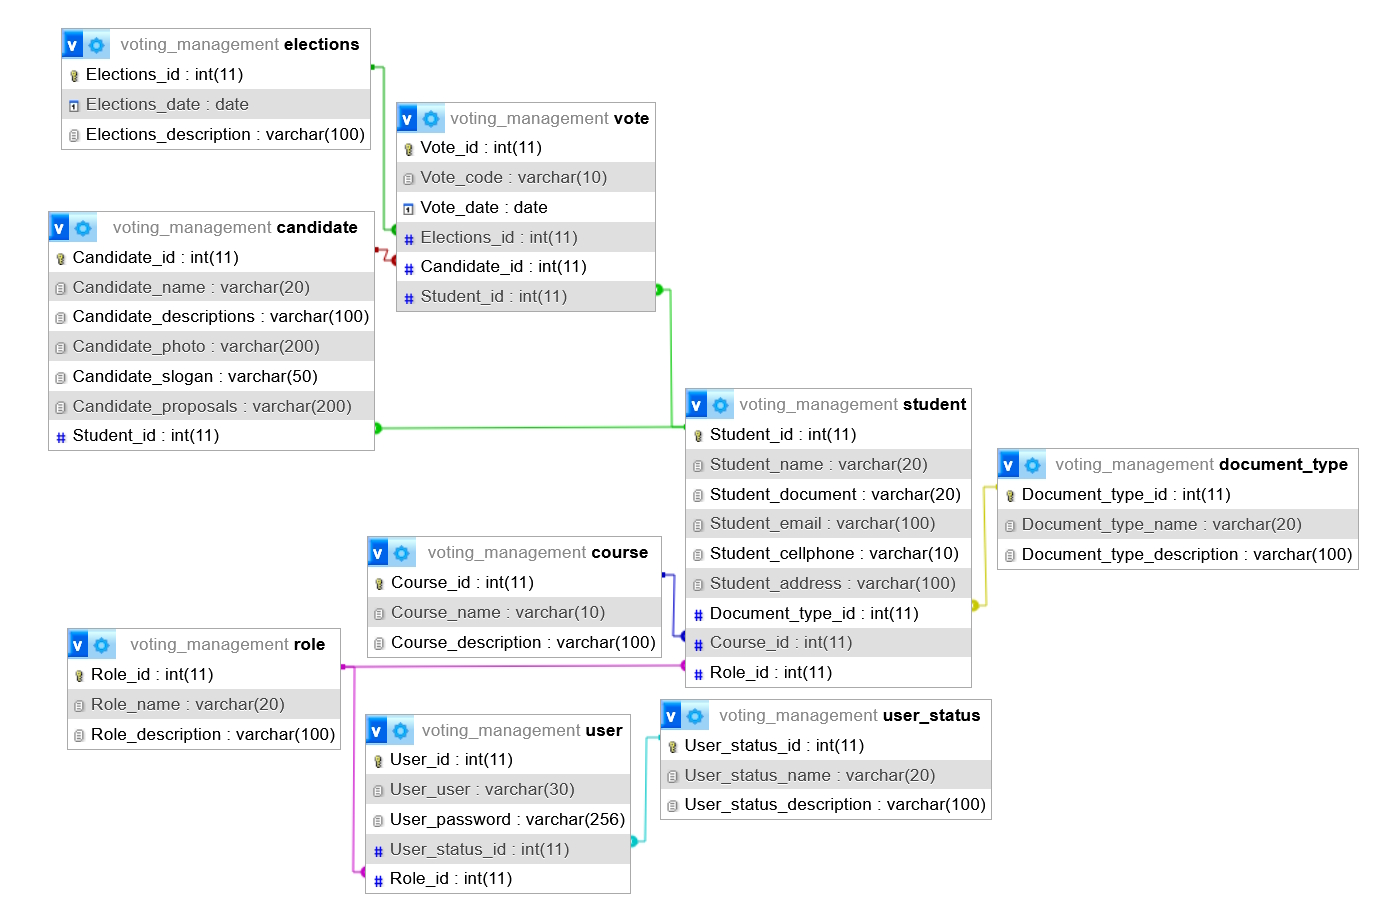 v voting_management elections
Elections_id : int(11)
Elections_date : date
Elections_description : varchar(100)
v voting_management vote
Vote_id : int(11)
Vote_code : varchar(10)
Vote_date : date
# Elections_id : int(11)
# Candidate_id : int(11)
# Student_id : int(11)
v voting_management candidate
Candidate_id : int(11)
Candidate_name : varchar(20)
Candidate_descriptions : varchar(100)
Candidate_photo : varchar(200)
Candidate_slogan : varchar(50)
Candidate_proposals : varchar(200)
# Student_id : int(11)
v voting_management student
Student_id : int(11)
Student_name : varchar(20)
Student_document : varchar(20)
Student_email : varchar(100)
Student_cellphone : varchar(10)
Student_address : varchar(100)
# Document_type_id : int(11)
# Course_id : int(11)
# Role_id : int(11)
v voting_management document_type
Document_type_id : int(11)
Document_type_name : varchar(20)
Document_type_description : varchar(100)
v voting_management course
Course_id : int(11)
Course_name : varchar(10)
Course_description : varchar(100)
v voting_management role
Role_id : int(11)
Role_name : varchar(20)
Role_description : varchar(100)
v voting_management user
User_id : int(11)
User_user : varchar(30)
User_password : varchar(256)
# User_status_id : int(11)
# Role_id : int(11)
v voting_management user_status
User_status_id : int(11)
User_status_name : varchar(20)
User_status_description : varchar(100)